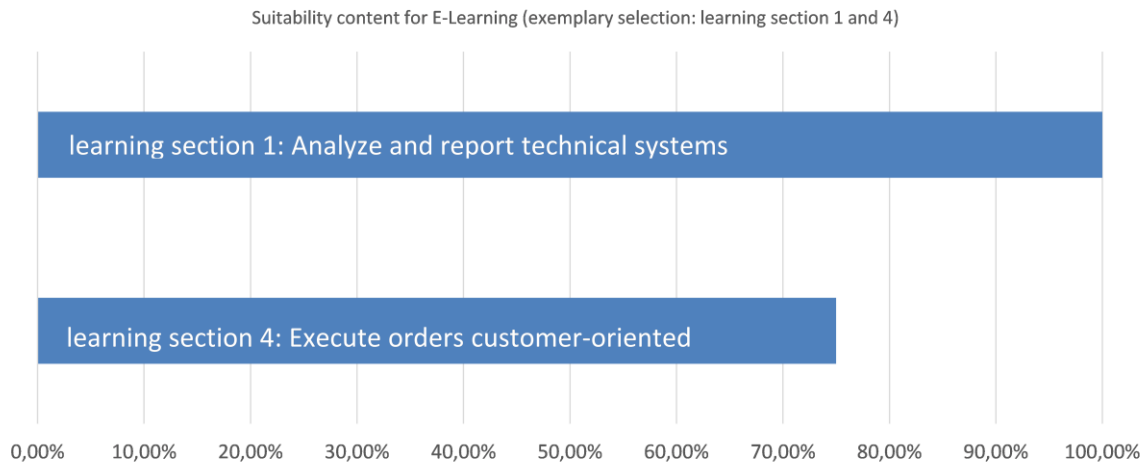 Suitability content for E-Learning (exemplary selection: learning section 1 and 4)
learning section 1: Analyze and report technical systems
learning section 4: Execute orders customer-oriented
0,00% 10,00% 20,00% 30,00% 40,00% 50,00% 60,00% 70,00% 80,00% 90,00% 100,00%